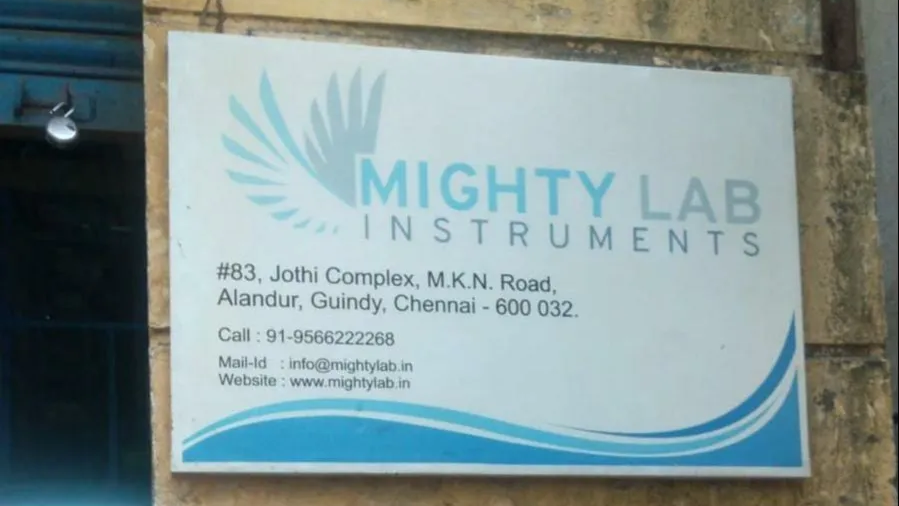 MIGHTY LAB
INSTRUMENTS
#83, Jothi Complex, M.K.N. Road,
Alandur, Guindy, Chennai - 600 032.
Call : 91-9566222268
Mail-Id : info@mightylab.in
Website : www.mightylab.in